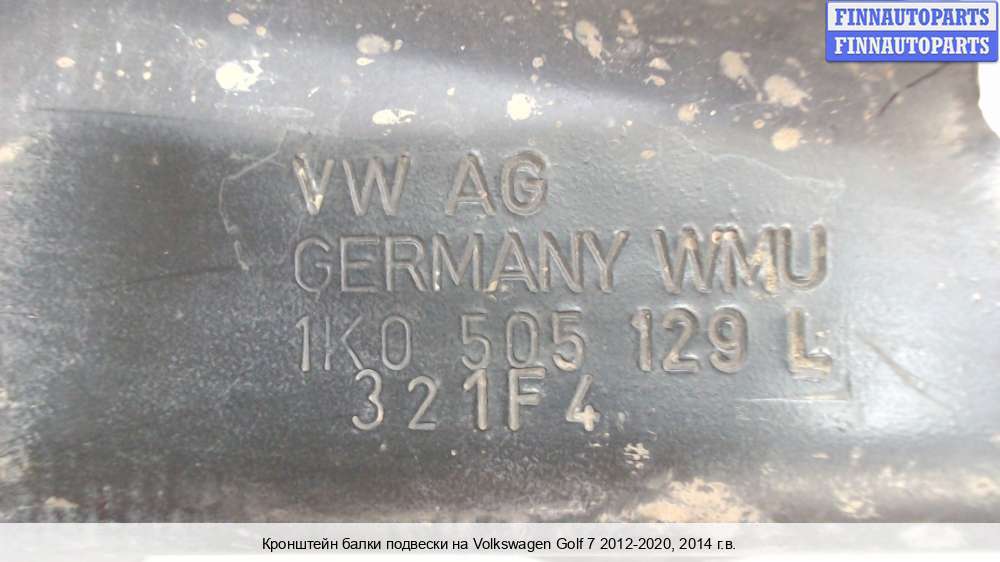 FINNAUTOPARTS
FINNAUTOPARTS
VW AG
GERMANY WMU
1K0 505 129 L
321F4
Кронштейн балки подвески на Volkswagen Golf 7 2012-2020, 2014 г.в.